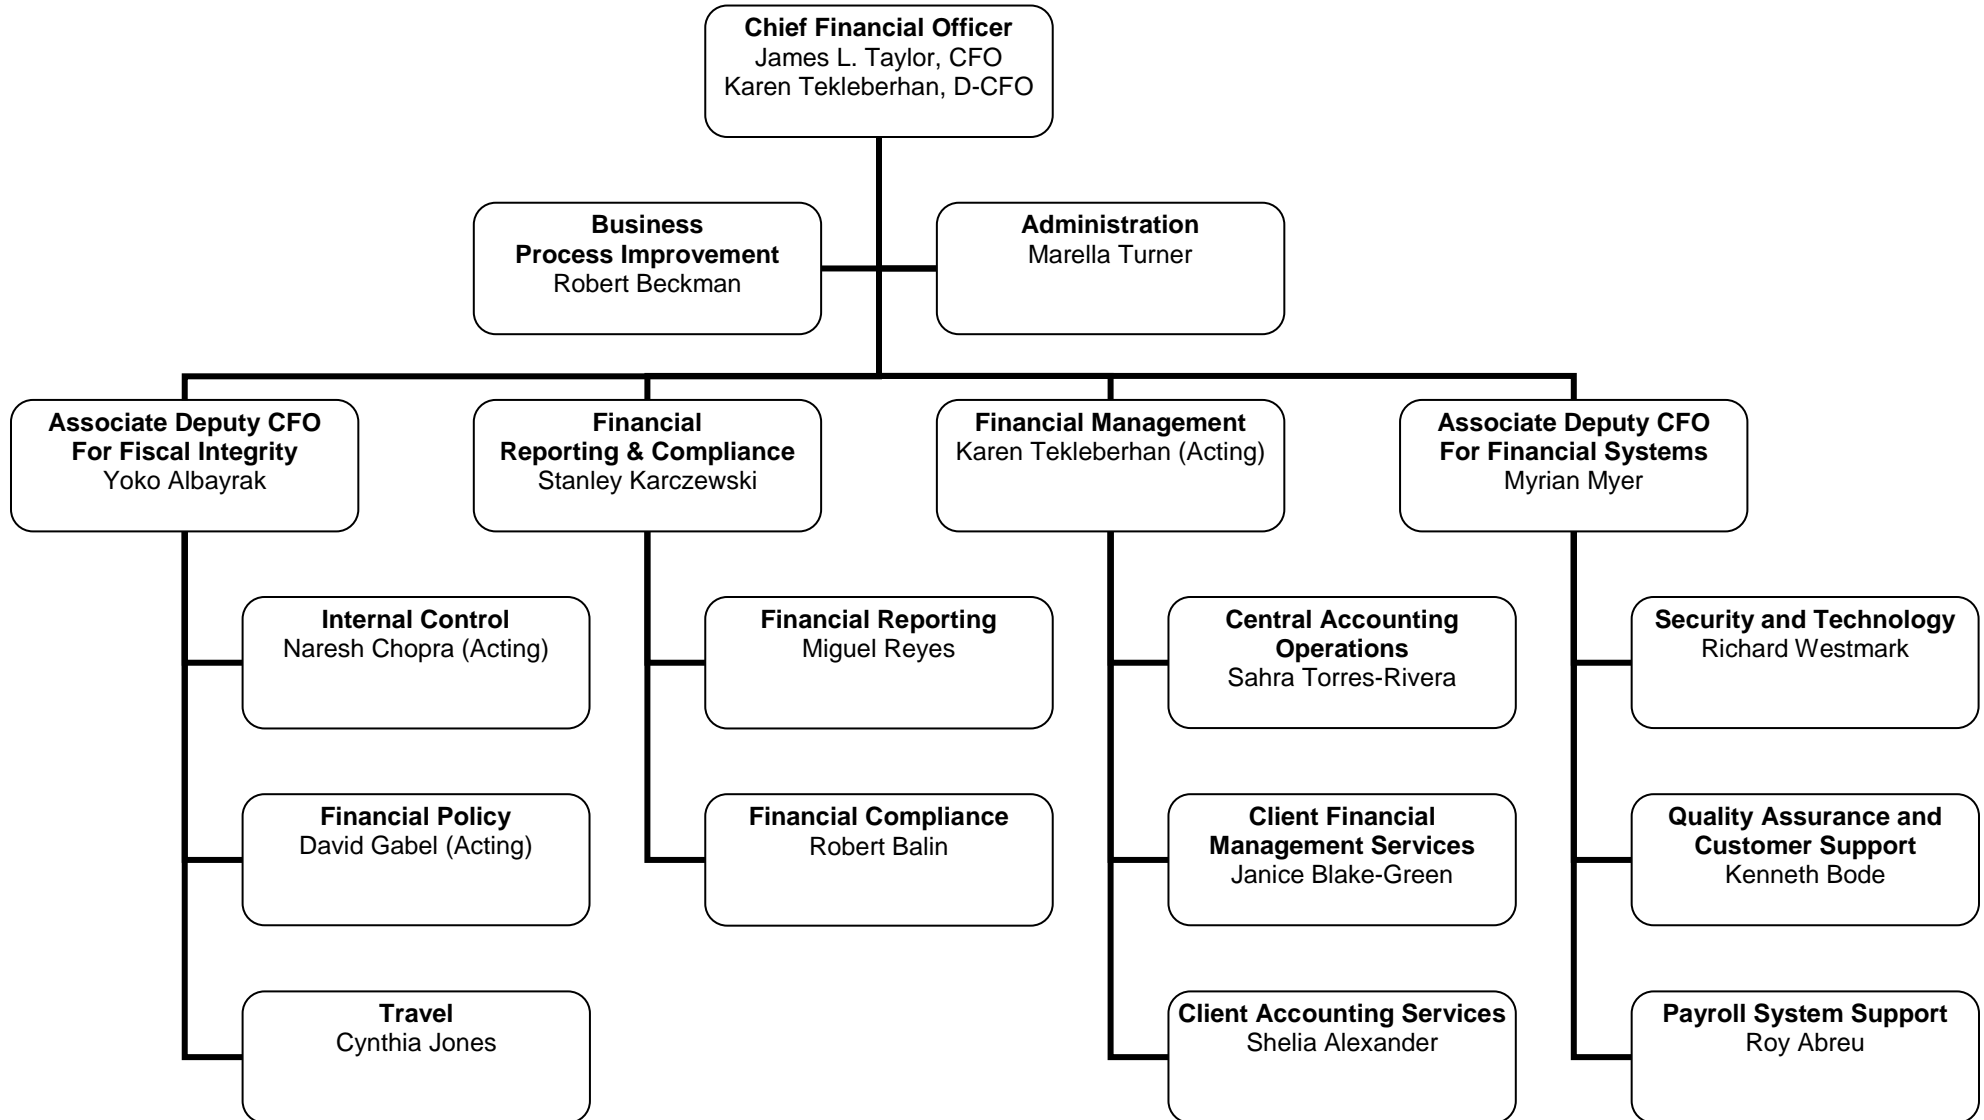 Chief Financial Officer
James L. Taylor, CFO
Karen Tekleberhan, D-CFO
Business
Process Improvement
Robert Beckman
Administration
Marella Turner
Associate Deputy CFO
For Fiscal Integrity
Yoko Albayrak
Financial
Reporting & Compliance
Stanley Karczewski
Financial Management
Karen Tekleberhan (Acting)
Associate Deputy CFO
For Financial Systems
Myrian Myer
Internal Control
Naresh Chopra (Acting)
Financial Reporting
Miguel Reyes
Central Accounting
Operations
Sahra Torres-Rivera
Security and Technology
Richard Westmark
Financial Policy
David Gabel (Acting)
Financial Compliance
Robert Balin
Client Financial
Management Services
Janice Blake-Green
Quality Assurance and
Customer Support
Kenneth Bode
Travel
Cynthia Jones
Client Accounting Services
Shelia Alexander
Payroll System Support
Roy Abreu